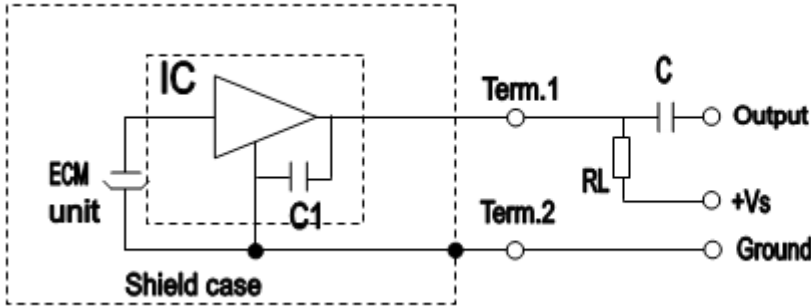 IC
Term.1
C
Output
ECM
unit
C1
RL
+Vs
Term.2
Ground
Shield case